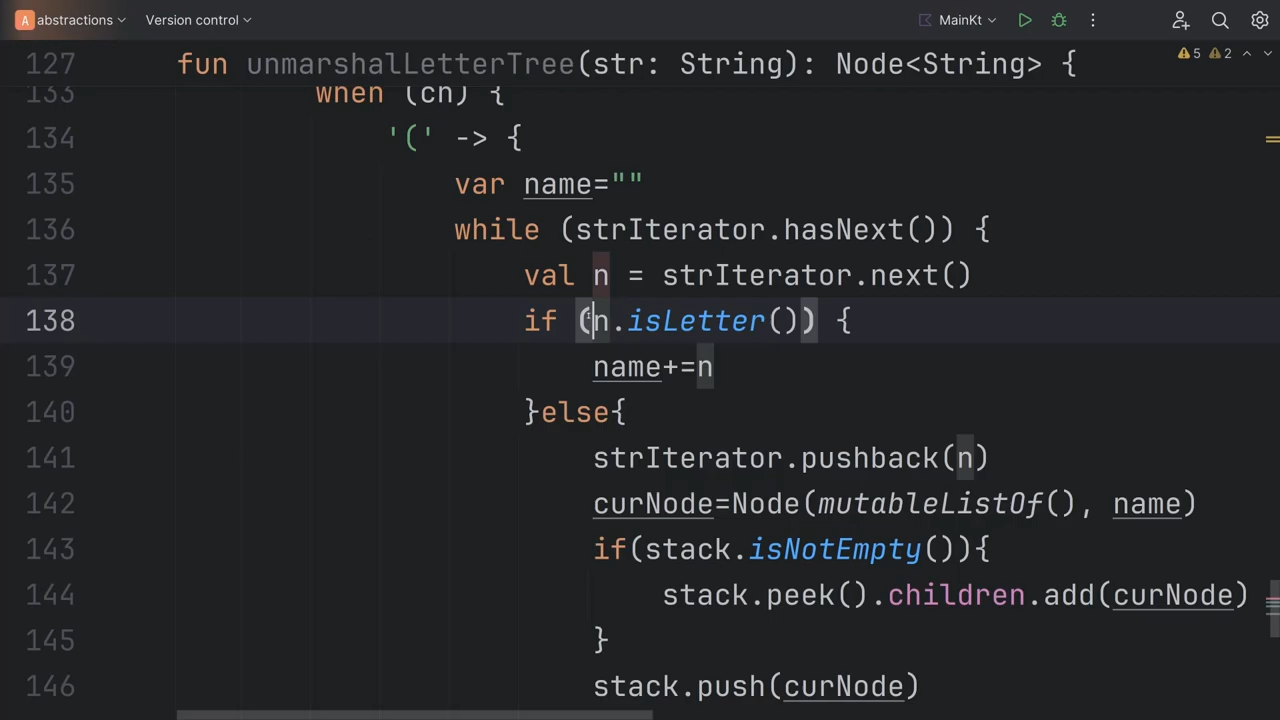 A abstractions Version control MainKt
127 fun unmarshalLetterTree(str: String): Node<String> { 5 2
133 when (ch) {
134 '(' -> {
135 var name=""
136 while (strIterator.hasNext()) {
137 val n = strIterator.next()
138 if (n.isLetter()) {
139 name+=n
140 }else{
141 strIterator.pushback(n)
142 curNode=Node(mutableListOf(), name)
143 if(stack.isNotEmpty()){
144 stack.peek().children.add(curNode)
145 }
146 stack.push(curNode)